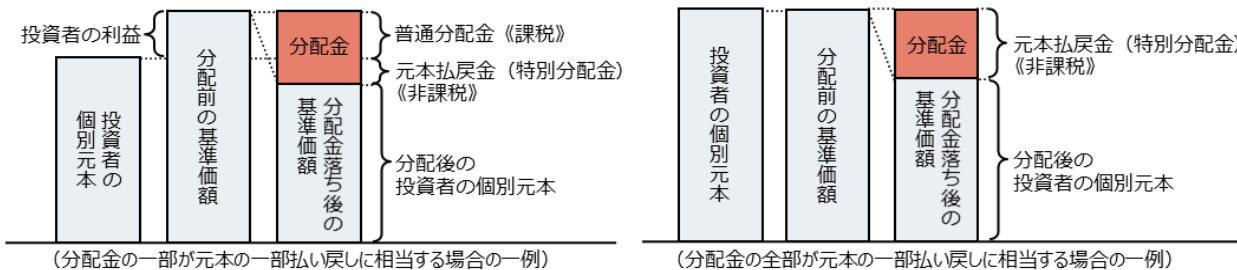 投資者の利益
投資者の
個別元本
分配前の基準価額
分配金
分配金落ち後の
基準価額
普通分配金《課税》
元本払戻金（特別分配金）
《非課税》
分配後の
投資者の個別元本
（分配金の一部が元本の一部払い戻しに相当する場合の一例）
投資者の個別元本
分配前の基準価額
分配金
分配金落ち後の
基準価額
元本払戻金（特別分配金）
《非課税》
分配後の
投資者の個別元本
（分配金の全部が元本の一部払い戻しに相当する場合の一例）